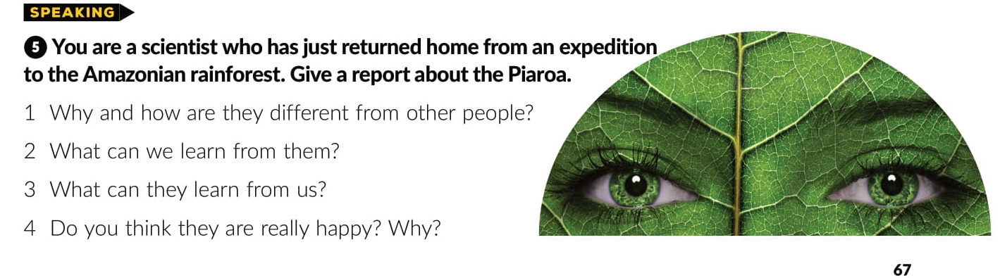 SPEAKING
5 You are a scientist who has just returned home from an expedition
to the Amazonian rainforest. Give a report about the Piaroa.
1 Why and how are they different from other people?
2 What can we learn from them?
3 What can they learn from us?
4 Do you think they are really happy? Why?
67